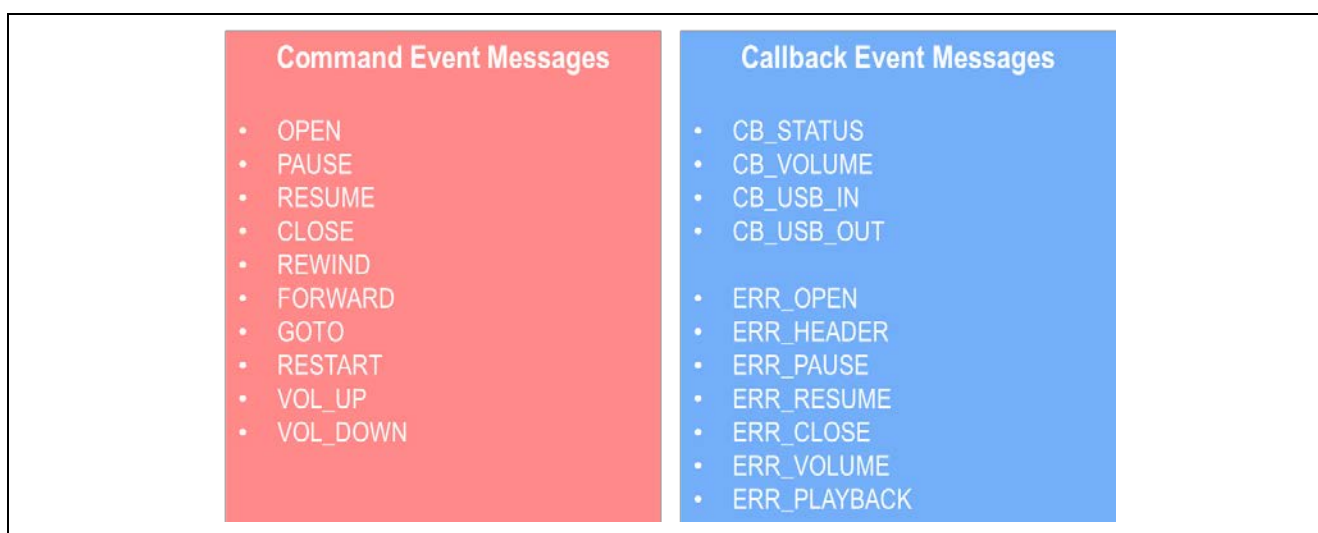 Command Event Messages
• OPEN
• PAUSE
• RESUME
• CLOSE
• REWIND
• FORWARD
• GOTO
• RESTART
• VOL_UP
• VOL_DOWN
Callback Event Messages
• CB_STATUS
• CB_VOLUME
• CB_USB_IN
• CB_USB_OUT
• ERR_OPEN
• ERR_HEADER
• ERR_PAUSE
• ERR_RESUME
• ERR_CLOSE
• ERR_VOLUME
• ERR_PLAYBACK